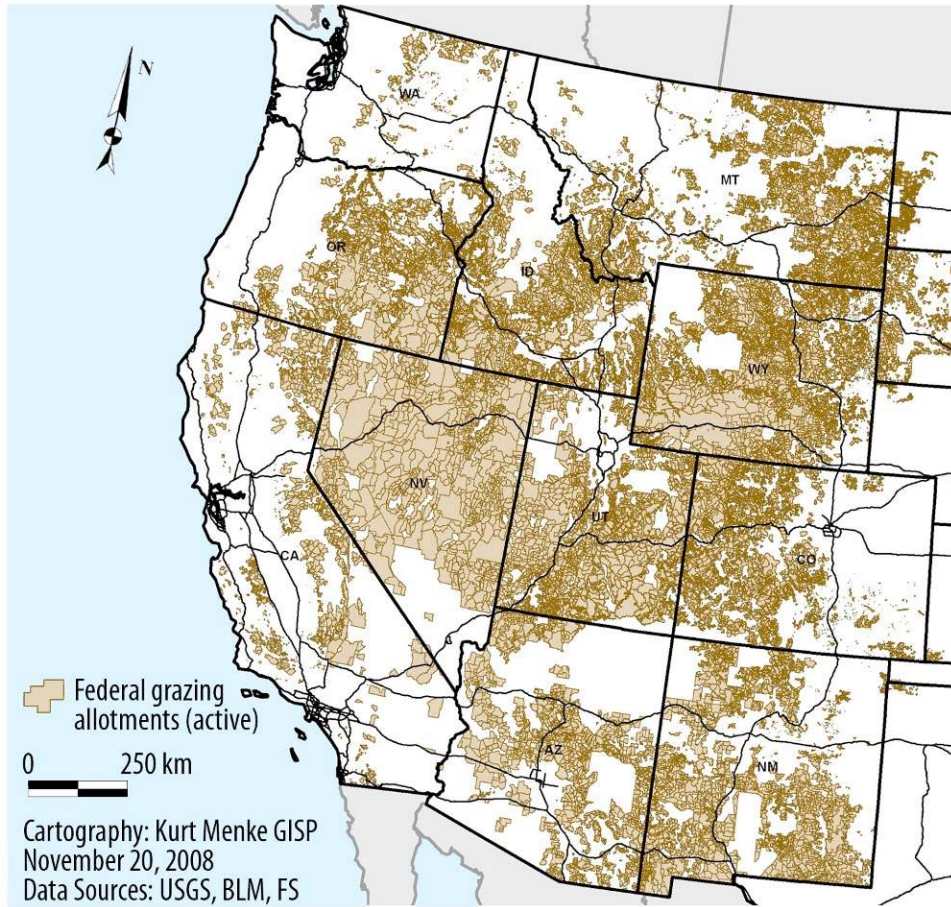 N
WA
MT
OR
ID
WY
NV
UT
CA
CO
AZ
NM
Federal grazing
allotments (active)
0 250 km
Cartography: Kurt Menke GISP
November 20, 2008
Data Sources: USGS, BLM, FS